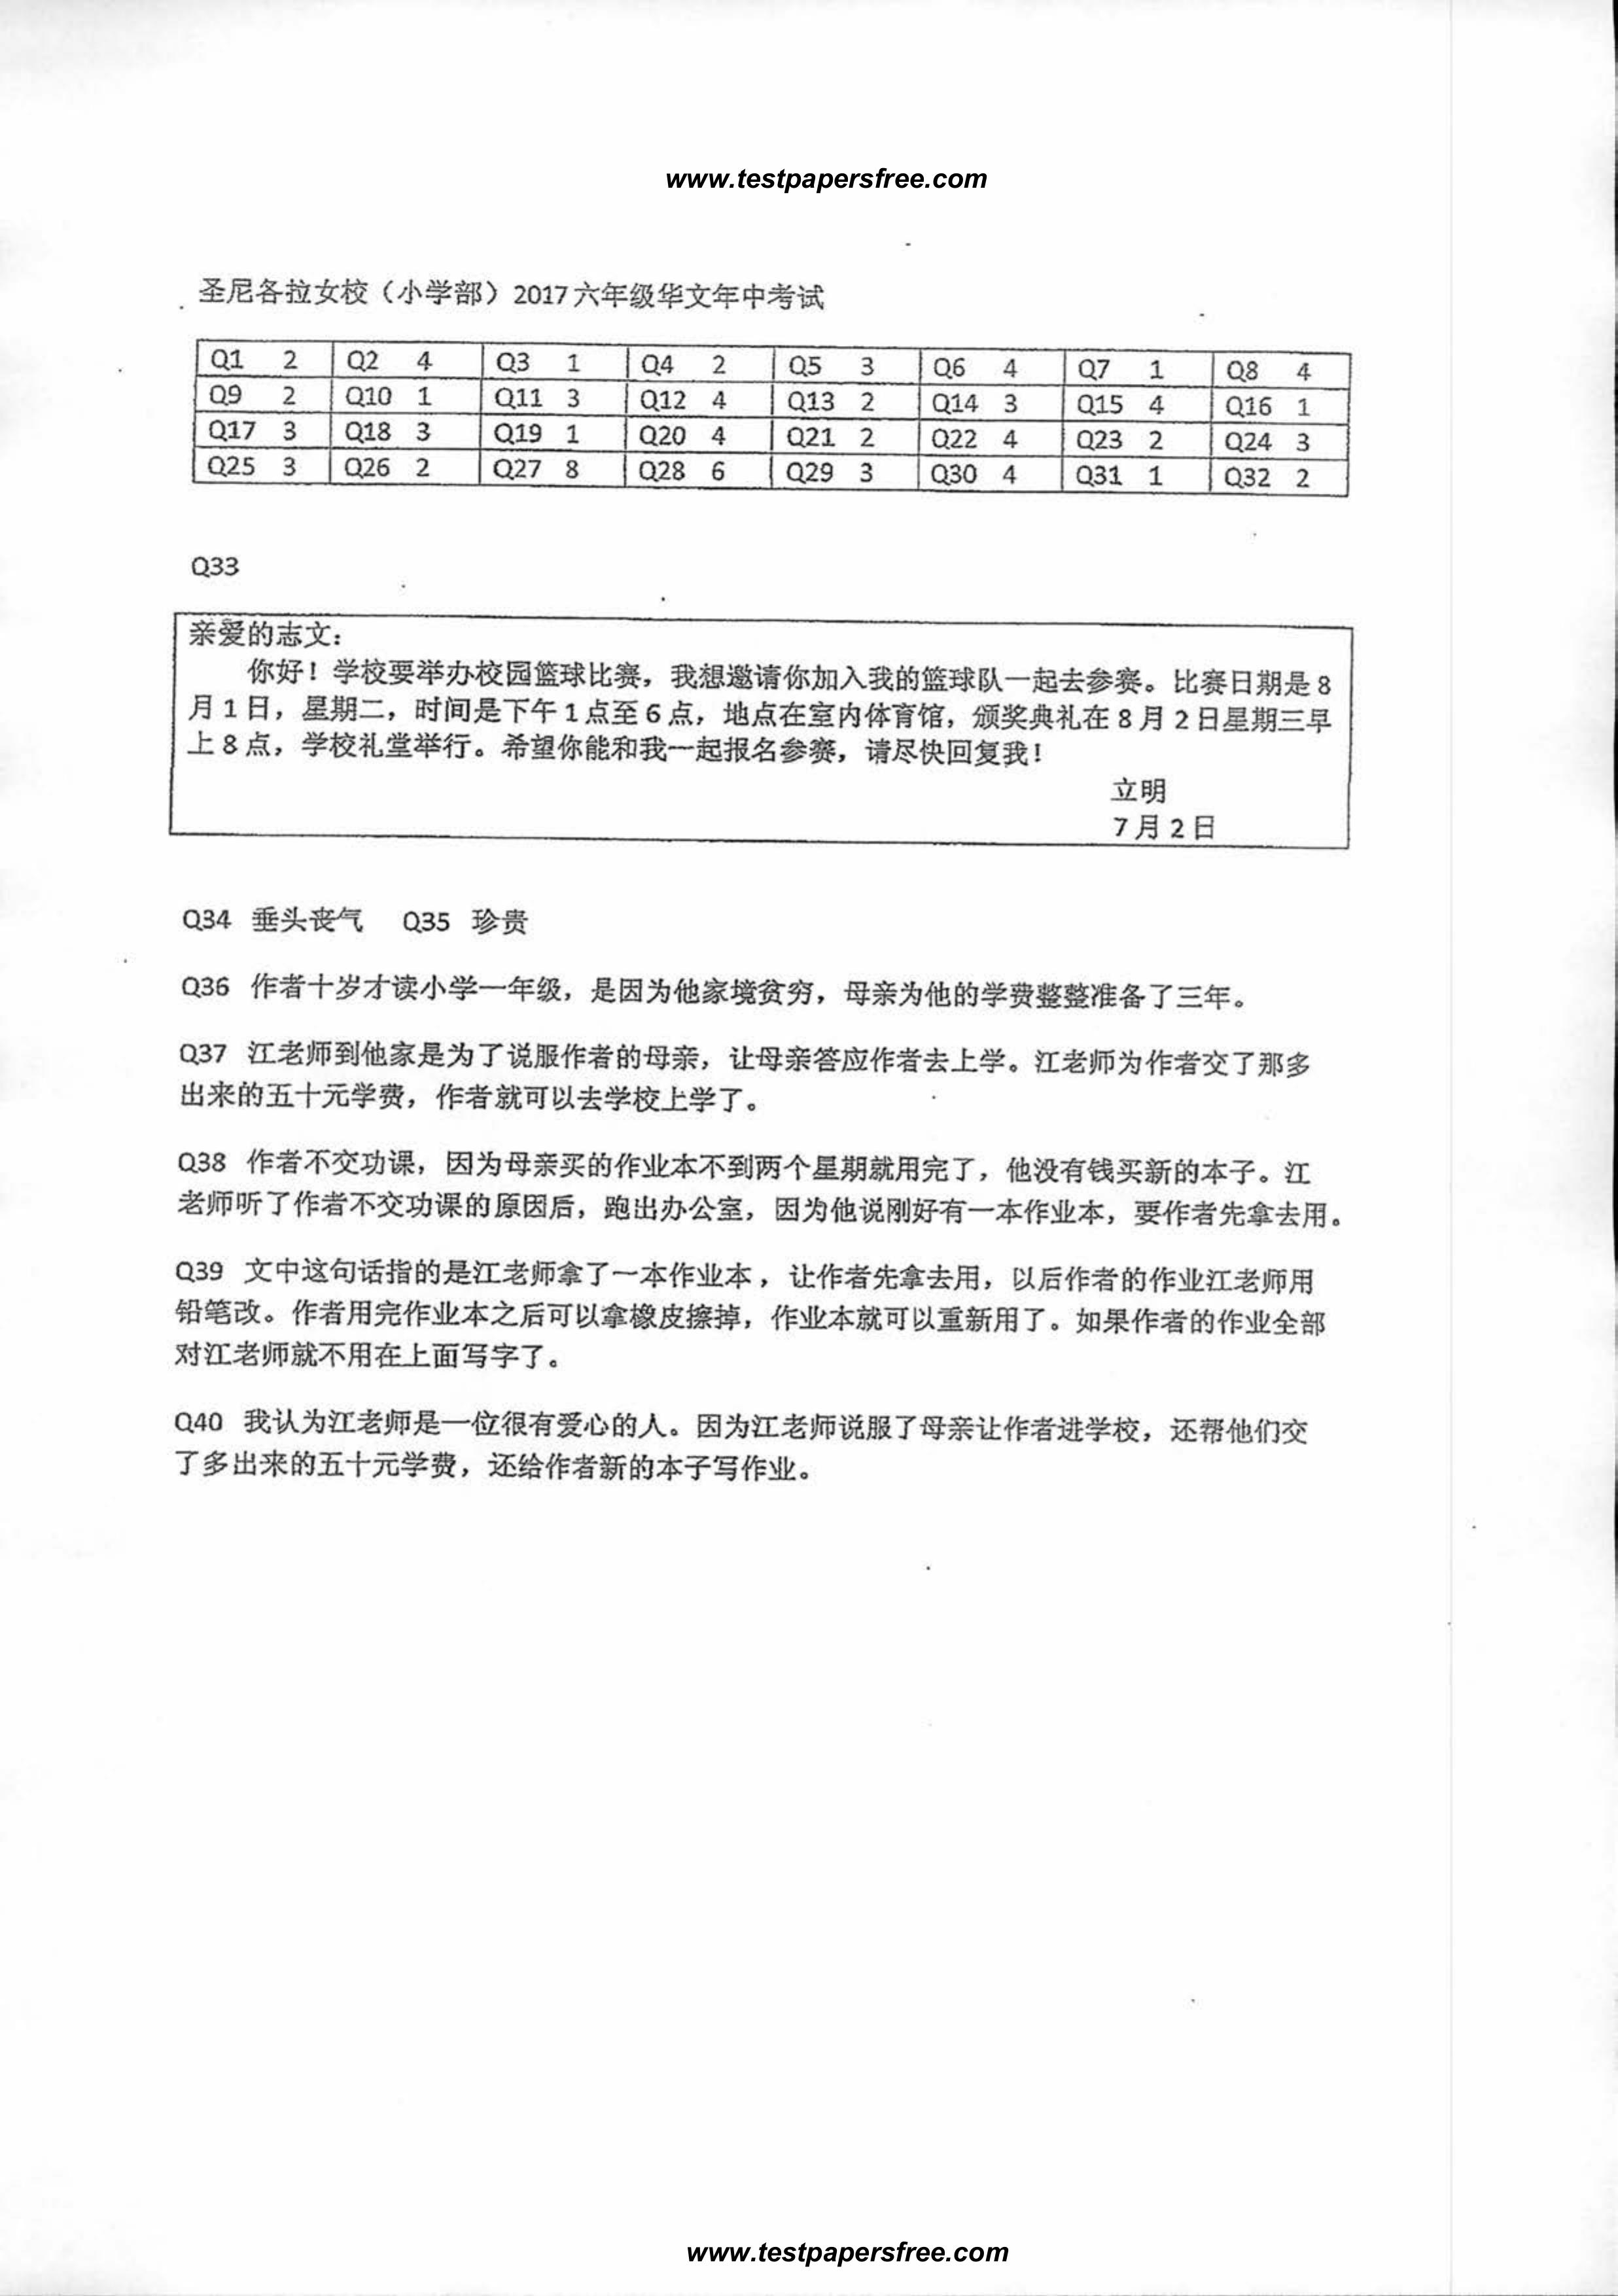 www.testpapersfree.com
圣尼各拉女校（小学部）2017六年级华文年中考试
Q1 2 Q2 4 Q3 1 Q4 2 Q5 3 Q6 4 Q7 1 Q8 4
Q9 2 Q10 1 Q11 3 Q12 4 Q13 2 Q14 3 Q15 4 Q16 1
Q17 3 Q18 3 Q19 1 Q20 4 Q21 2 Q22 4 Q23 2 Q24 3
Q25 3 Q26 2 Q27 8 Q28 6 Q29 3 Q30 4 Q31 1 Q32 2
Q33
亲爱的志文：
你好！学校要举办校园篮球比赛，我想邀请你加入我的篮球队一起去参赛。比赛日期是8
月1日，星期二，时间是下午1点至6点，地点在室内体育馆，颁奖典礼在8月2日星期三早
上8点，学校礼堂举行。希望你能和我一起报名参赛，请尽快回复我！
立明
7月2日
Q34 垂头丧气 Q35 珍贵
Q36 作者十岁才读小学一年级，是因为他家境贫穷，母亲为他的学费整整准备了三年。
Q37 江老师到他家是为了说服作者的母亲，让母亲答应作者去上学。江老师为作者交了那多
出来的五十元学费，作者就可以去学校上学了。
Q38 作者不交功课，因为母亲买的作业本不到两个星期就用完了，他没有钱买新的本子。江
老师听了作者不交功课的原因后，跑出办公室，因为他说刚好有一本作业本，要作者先拿去用。
Q39 文中这句话指的是江老师拿了一本作业本，让作者先拿去用，以后作者的作业江老师用
铅笔改。作者用完作业本之后可以拿橡皮擦掉，作业本就可以重新用了。如果作者的作业全部
对江老师就不用在上面写字了。
Q40 我认为江老师是一位很有爱心的人。因为江老师说服了母亲让作者进学校，还帮他们交
了多出来的五十元学费，还给作者新的本子写作业。
www.testpapersfree.com